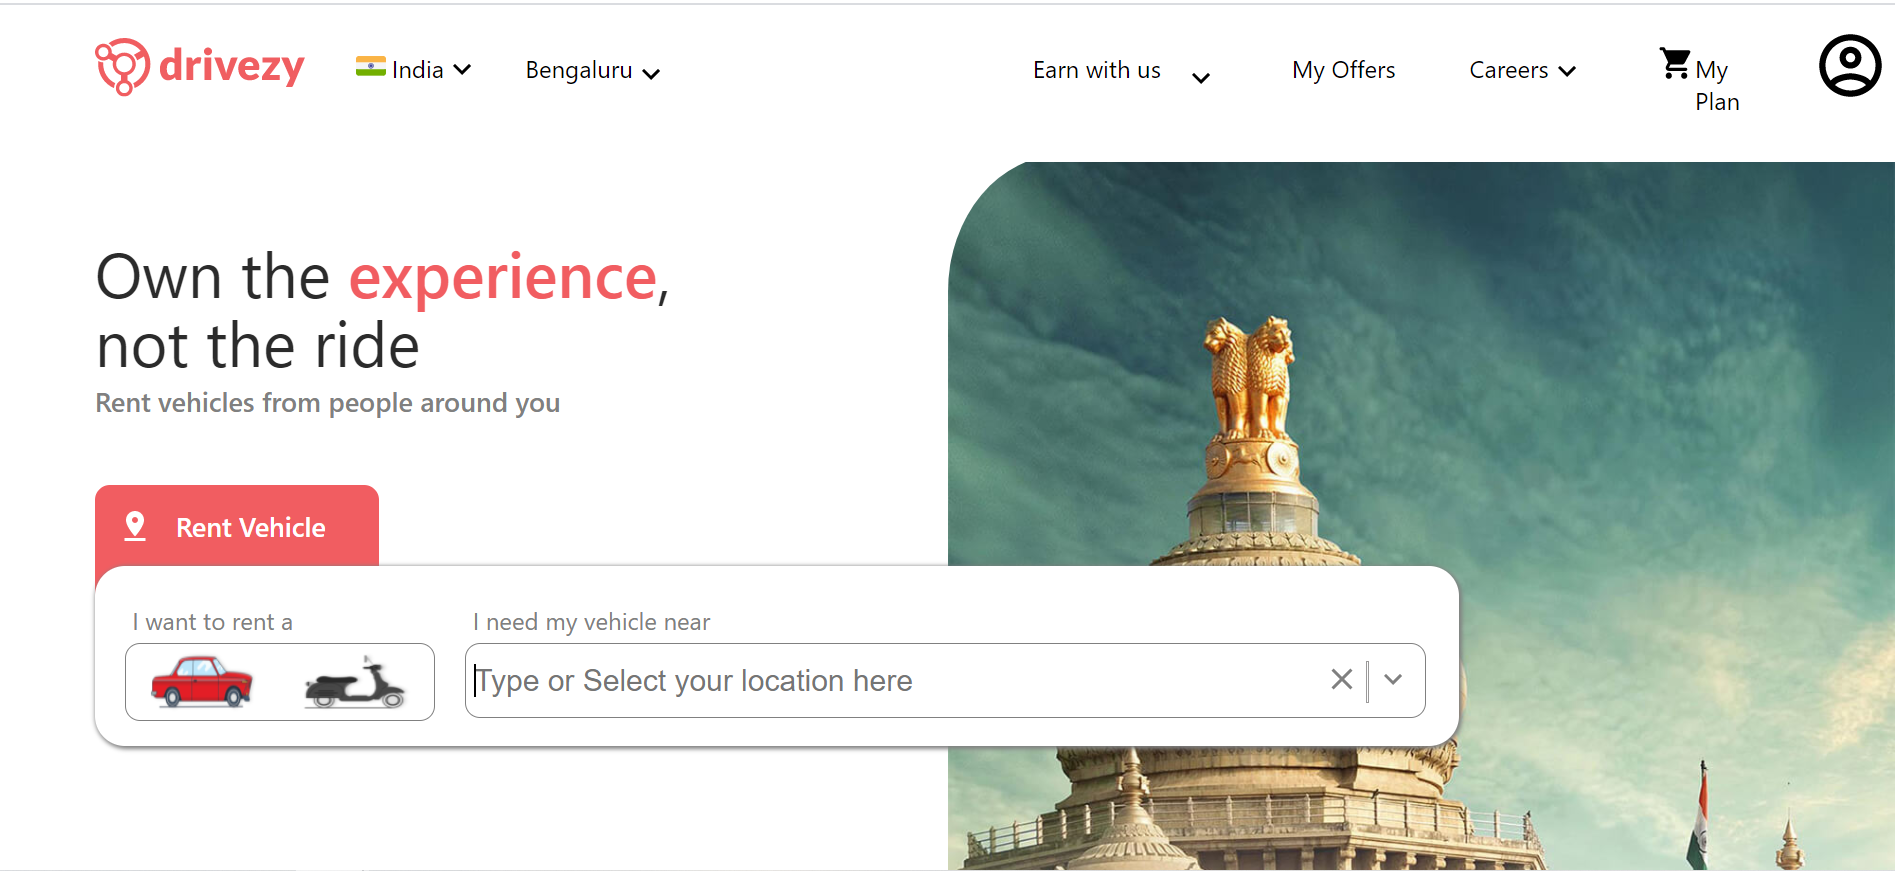 drivezy
India
Bengaluru
Earn with us
My Offers
Careers
My
Plan
Own the experience,
not the ride
Rent vehicles from people around you
Rent Vehicle
I want to rent a
I need my vehicle near
Type or Select your location here